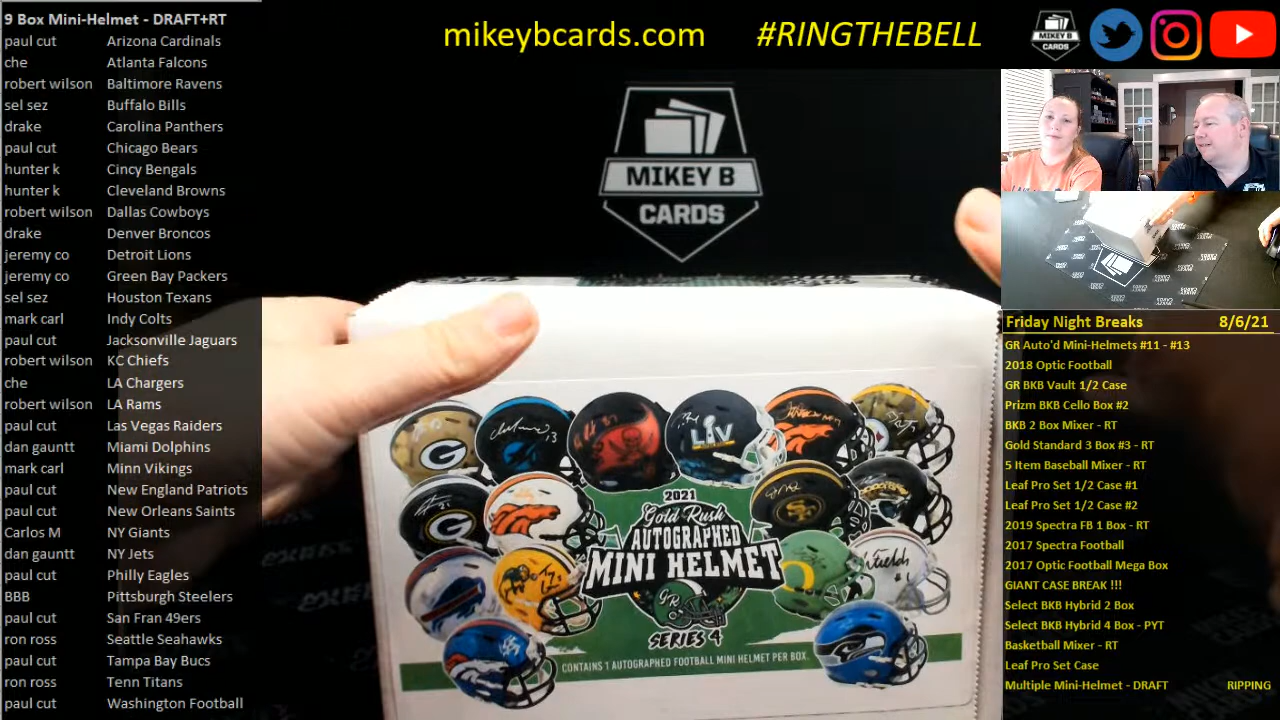 9 Box Mini-Helmet - DRAFT+RT
paul cut Arizona Cardinals
che Atlanta Falcons
robert wilson Baltimore Ravens
sel sez Buffalo Bills
drake Carolina Panthers
paul cut Chicago Bears
hunter k Cincy Bengals
hunter k Cleveland Browns
robert wilson Dallas Cowboys
drake Denver Broncos
jeremy co Detroit Lions
jeremy co Green Bay Packers
sel sez Houston Texans
mark carl Indy Colts
paul cut Jacksonville Jaguars
robert wilson KC Chiefs
che LA Chargers
robert wilson LA Rams
paul cut Las Vegas Raiders
dan gauntt Miami Dolphins
mark carl Minn Vikings
paul cut New England Patriots
paul cut New Orleans Saints
Carlos M NY Giants
dan gauntt NY Jets
paul cut Philly Eagles
BBB Pittsburgh Steelers
paul cut San Fran 49ers
ron ross Seattle Seahawks
paul cut Tampa Bay Bucs
ron ross Tenn Titans
paul cut Washington Football
mikeybcards.com #RINGTHEBELL
MIKEY B
CARDS
MIKEY B
CARDS
LIV
2021
Gold Rush
AUTOGRAPHED
MINI HELMET
GR
SERIES 4
CONTAINS 1 AUTOGRAPHED FOOTBALL MINI HELMET PER BOX.
Friday Night Breaks 8/6/21
GR Auto'd Mini-Helmets #11 - #13
2018 Optic Football
GR BKB Vault 1/2 Case
Prizm BKB Cello Box #2
BKB 2 Box Mixer - RT
Gold Standard 3 Box #3 - RT
5 Item Baseball Mixer - RT
Leaf Pro Set 1/2 Case #1
Leaf Pro Set 1/2 Case #2
2019 Spectra FB 1 Box - RT
2017 Spectra Football
2017 Optic Football Mega Box
GIANT CASE BREAK !!!
Select BKB Hybrid 2 Box
Select BKB Hybrid 4 Box - PYT
Basketball Mixer - RT
Leaf Pro Set Case
Multiple Mini-Helmet - DRAFT RIPPING